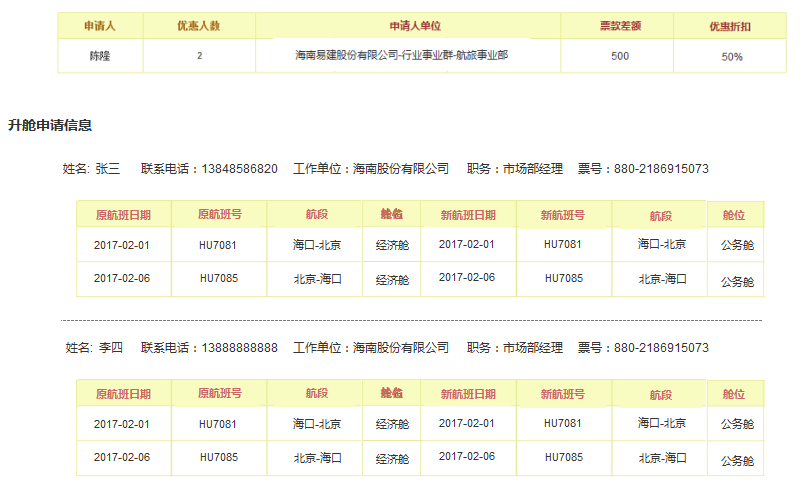 申请人 优惠人数 申请人单位 票款差额 优惠折扣
陈隆 2 海南易建股份有限公司-行业事业群-航旅事业部 500 50%
升舱申请信息
姓名: 张三 联系电话：13848586820 工作单位：海南股份有限公司 职务：市场部经理 票号：880-2186915073
原航班日期 原航班号 航段 舱位 新航班日期 新航班号 航段 舱位
2017-02-01 HU7081 海口-北京 经济舱 2017-02-01 HU7081 海口-北京 公务舱
2017-02-06 HU7085 北京-海口 经济舱 2017-02-06 HU7085 北京-海口 公务舱
姓名: 李四 联系电话：13888888888 工作单位：海南股份有限公司 职务：市场部经理 票号：880-2186915073
原航班日期 原航班号 航段 舱位 新航班日期 新航班号 航段 舱位
2017-02-01 HU7081 海口-北京 经济舱 2017-02-01 HU7081 海口-北京 公务舱
2017-02-06 HU7085 北京-海口 经济舱 2017-02-06 HU7085 北京-海口 公务舱